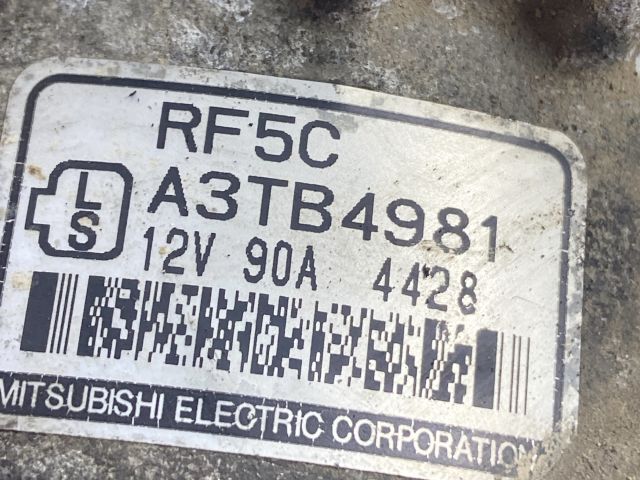 RF5C
L
S
A3TB4981
12V 90A 4428
MITSUBISHI ELECTRIC CORPORATION